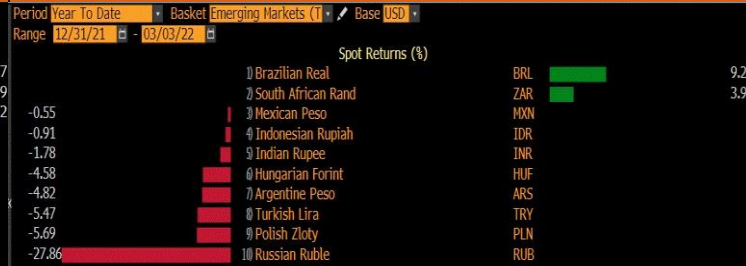 Period Year To Date Basket Emerging Markets (T Base USD
Range 12/31/21 - 03/03/22
Spot Returns (%)
7 1) Brazilian Real BRL 9.2
9 2) South African Rand ZAR 3.9
2 -0.55 3) Mexican Peso MXN
-0.91 4) Indonesian Rupiah IDR
-1.78 5) Indian Rupee INR
-4.58 6) Hungarian Forint HUF
-4.82 7) Argentine Peso ARS
-5.47 8) Turkish Lira TRY
-5.69 9) Polish Zloty PLN
-27.86 10) Russian Ruble RUB